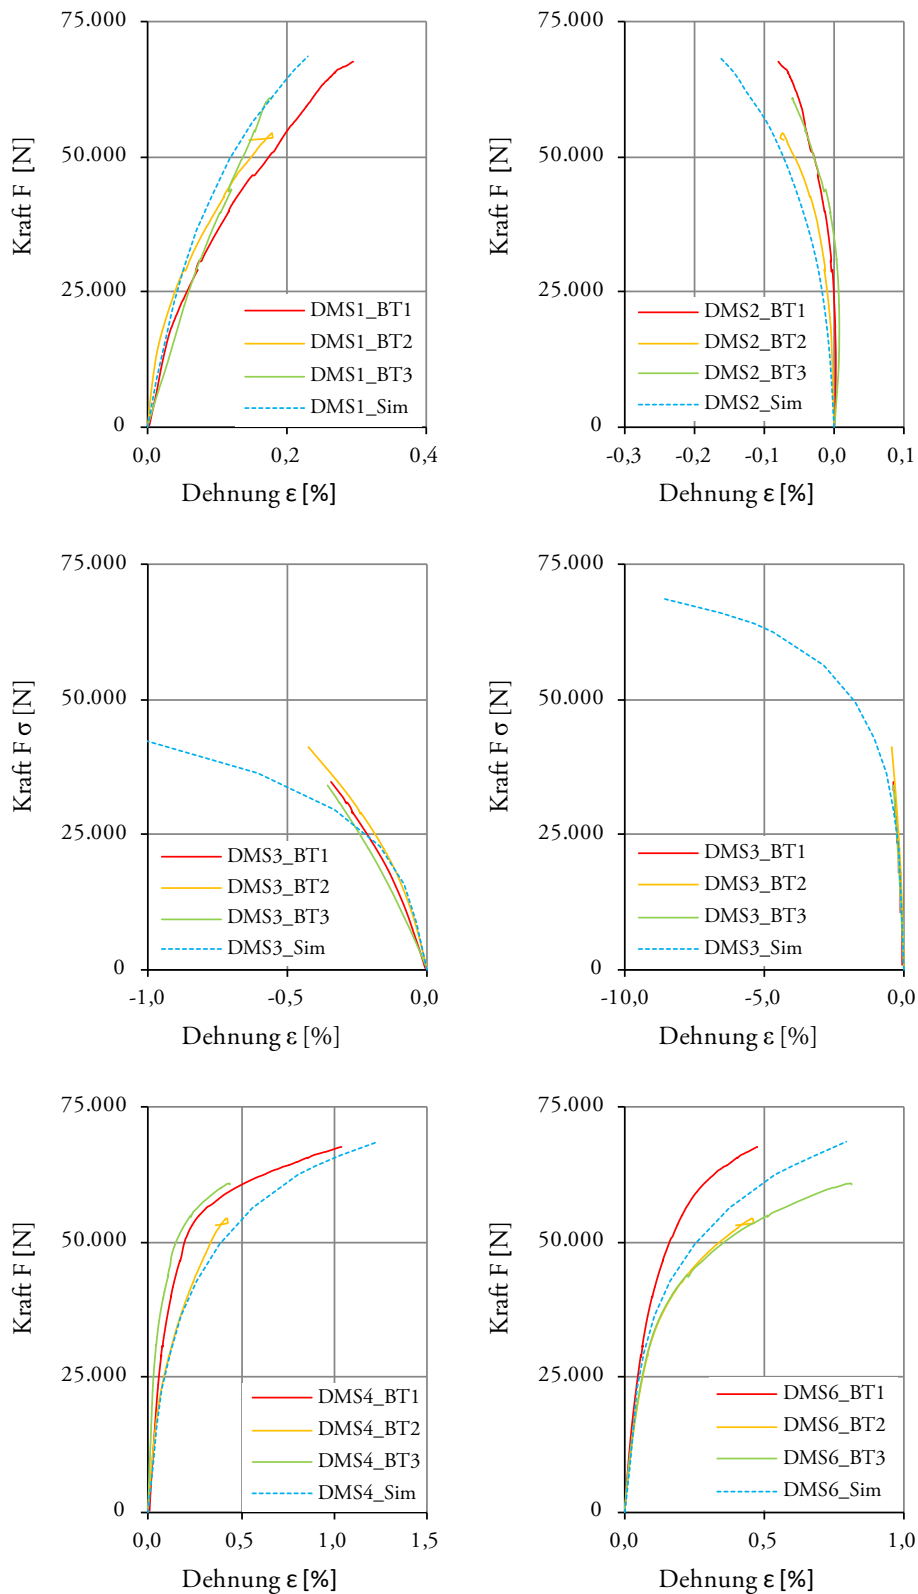 75.000
50.000
25.000
0
Kraft F [N]
DMS1_BT1
DMS1_BT2
DMS1_BT3
DMS1_Sim
0,0
0,2
0,4
Dehnung ε [%]
75.000
50.000
25.000
0
Kraft F [N]
DMS2_BT1
DMS2_BT2
DMS2_BT3
DMS2_Sim
-0,3
-0,2
-0,1
0,0
0,1
Dehnung ε [%]
75.000
50.000
25.000
0
Kraft F σ [N]
DMS3_BT1
DMS3_BT2
DMS3_BT3
DMS3_Sim
-1,0
-0,5
0,0
Dehnung ε [%]
75.000
50.000
25.000
0
Kraft F σ [N]
DMS3_BT1
DMS3_BT2
DMS3_BT3
DMS3_Sim
-10,0
-5,0
0,0
Dehnung ε [%]
75.000
50.000
25.000
0
Kraft F [N]
DMS4_BT1
DMS4_BT2
DMS4_BT3
DMS4_Sim
0,0
0,5
1,0
1,5
Dehnung ε [%]
75.000
50.000
25.000
0
Kraft F [N]
DMS6_BT1
DMS6_BT2
DMS6_BT3
DMS6_Sim
0,0
0,5
1,0
Dehnung ε [%]